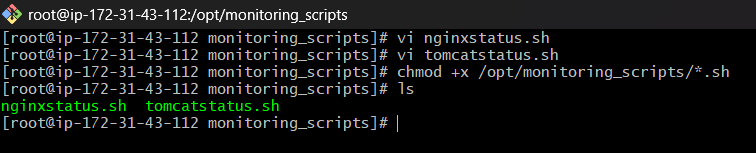 root@ip-172-31-43-112:/opt/monitoring_scripts
[root@ip-172-31-43-112 monitoring_scripts]# vi nginxstatus.sh
[root@ip-172-31-43-112 monitoring_scripts]# vi tomcatstatus.sh
[root@ip-172-31-43-112 monitoring_scripts]# chmod +x /opt/monitoring_scripts/*.sh
[root@ip-172-31-43-112 monitoring_scripts]# ls
nginxstatus.sh  tomcatstatus.sh
[root@ip-172-31-43-112 monitoring_scripts]#